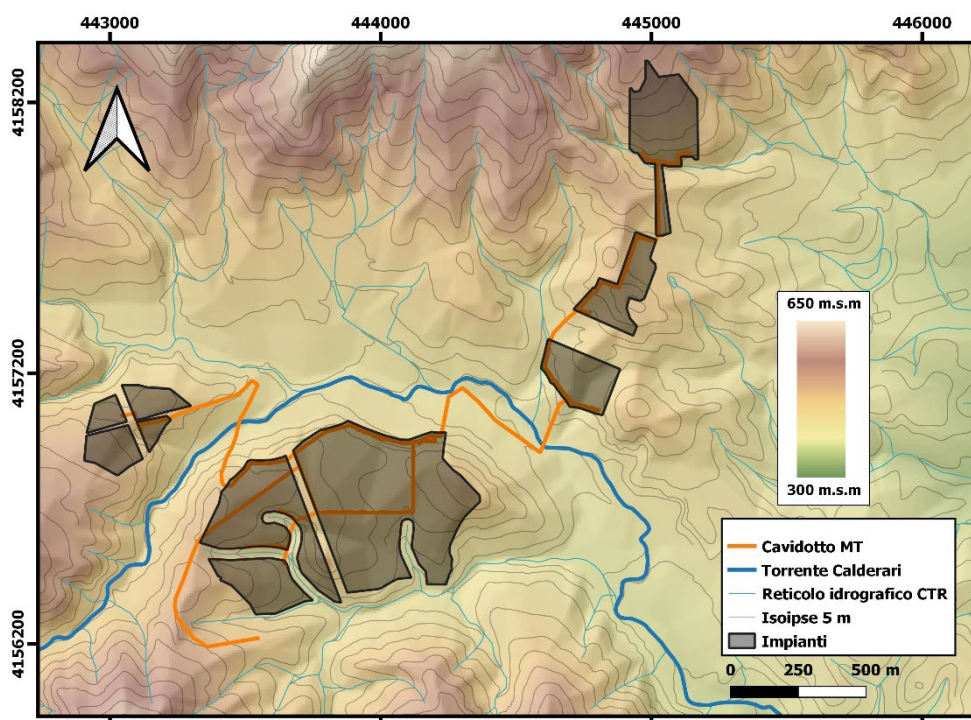 443000 444000 445000 446000
4158200
4157200
4156200
650 m.s.m
300 m.s.m
Cavidotto MT
Torrente Calderari
Reticolo idrografico CTR
Isoipse 5 m
Impianti
0 250 500 m